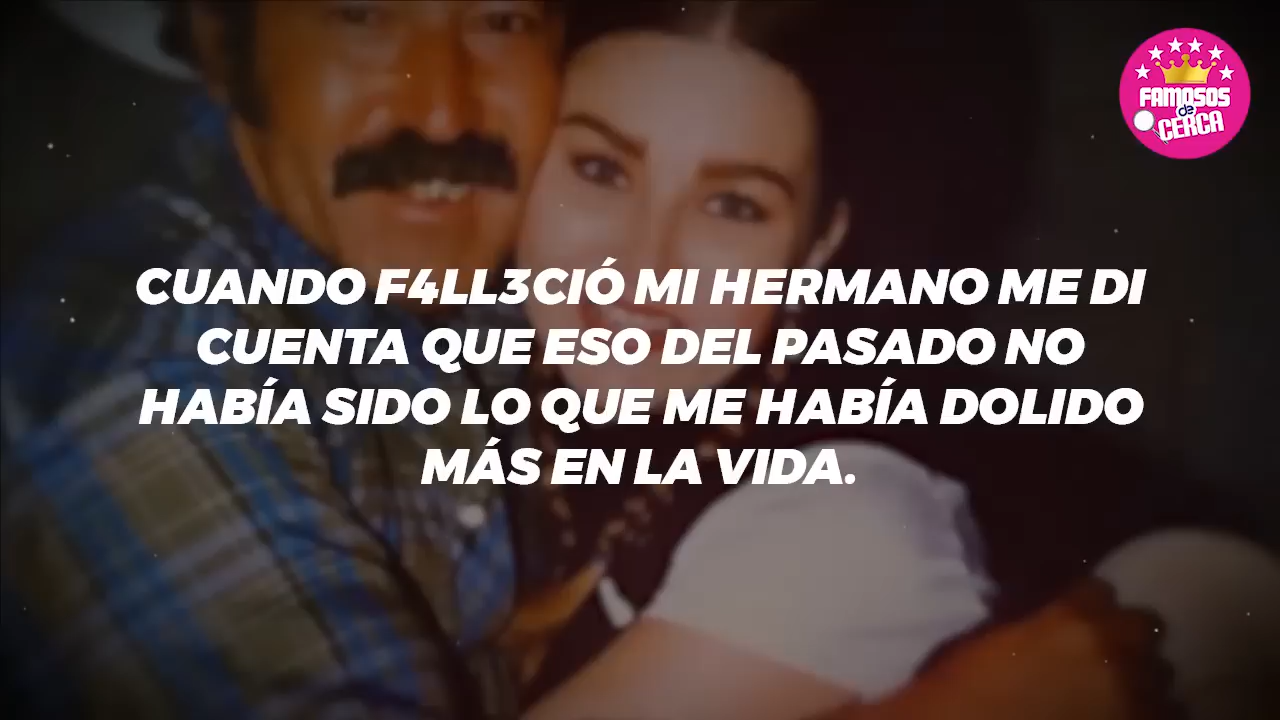 FAMOSOS
de
CERCA
CUANDO F4LL3CIÓ MI HERMANO ME DI
CUENTA QUE ESO DEL PASADO NO
HABÍA SIDO LO QUE ME HABÍA DOLIDO
MÁS EN LA VIDA.